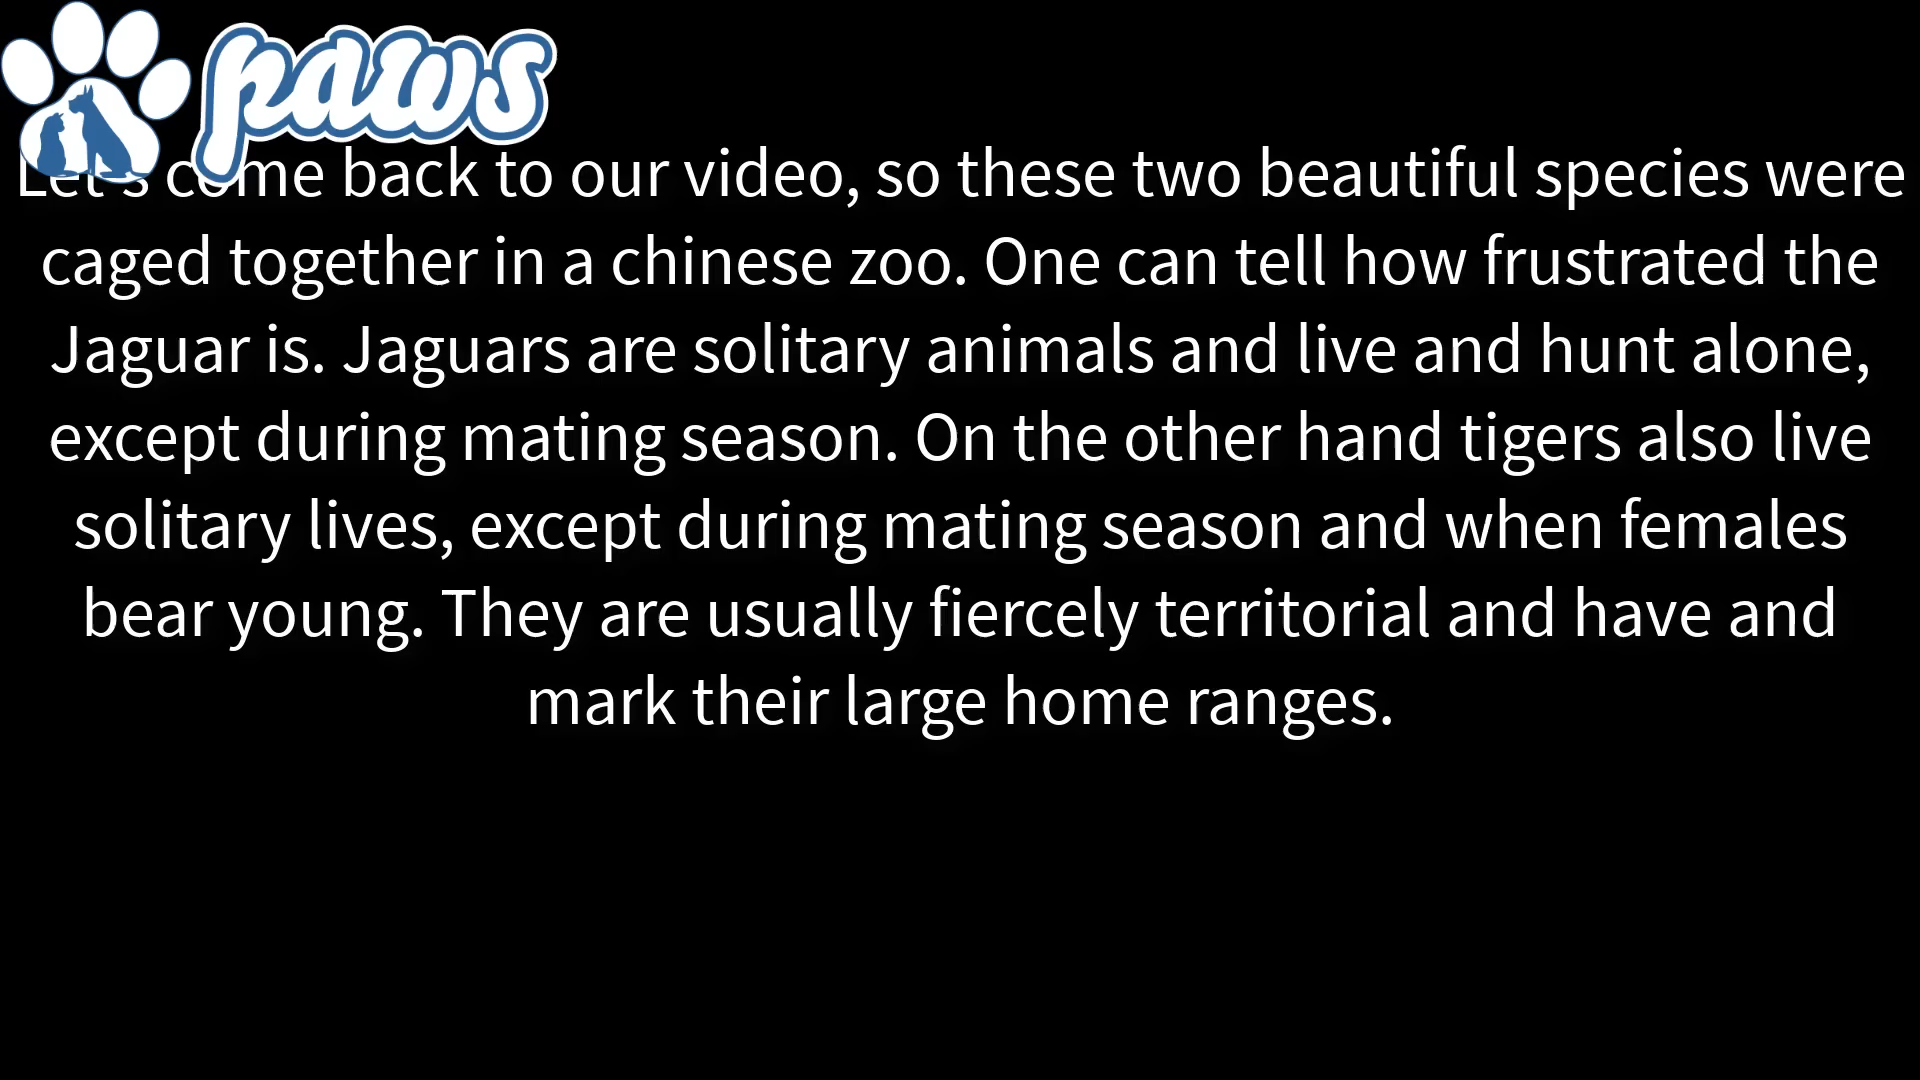 paws
Let's come back to our video, so these two beautiful species were
caged together in a chinese zoo. One can tell how frustrated the
Jaguar is. Jaguars are solitary animals and live and hunt alone,
except during mating season. On the other hand tigers also live
solitary lives, except during mating season and when females
bear young. They are usually fiercely territorial and have and
mark their large home ranges.